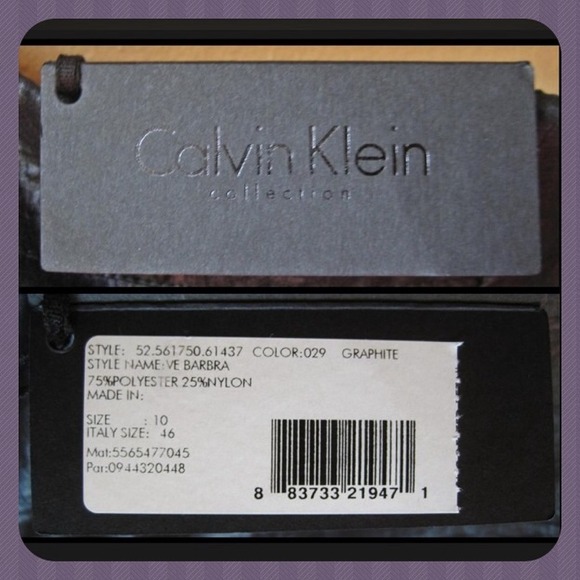 Calvin Klein
collection
STYLE: 52.561750.61437 COLOR:029 GRAPHITE
STYLE NAME:VE BARBRA
75%POLYESTER 25%NYLON
MADE IN:
SIZE : 10
ITALY SIZE: 46
Mat:5565477045
Par:0944320448
8 83733 21947 1